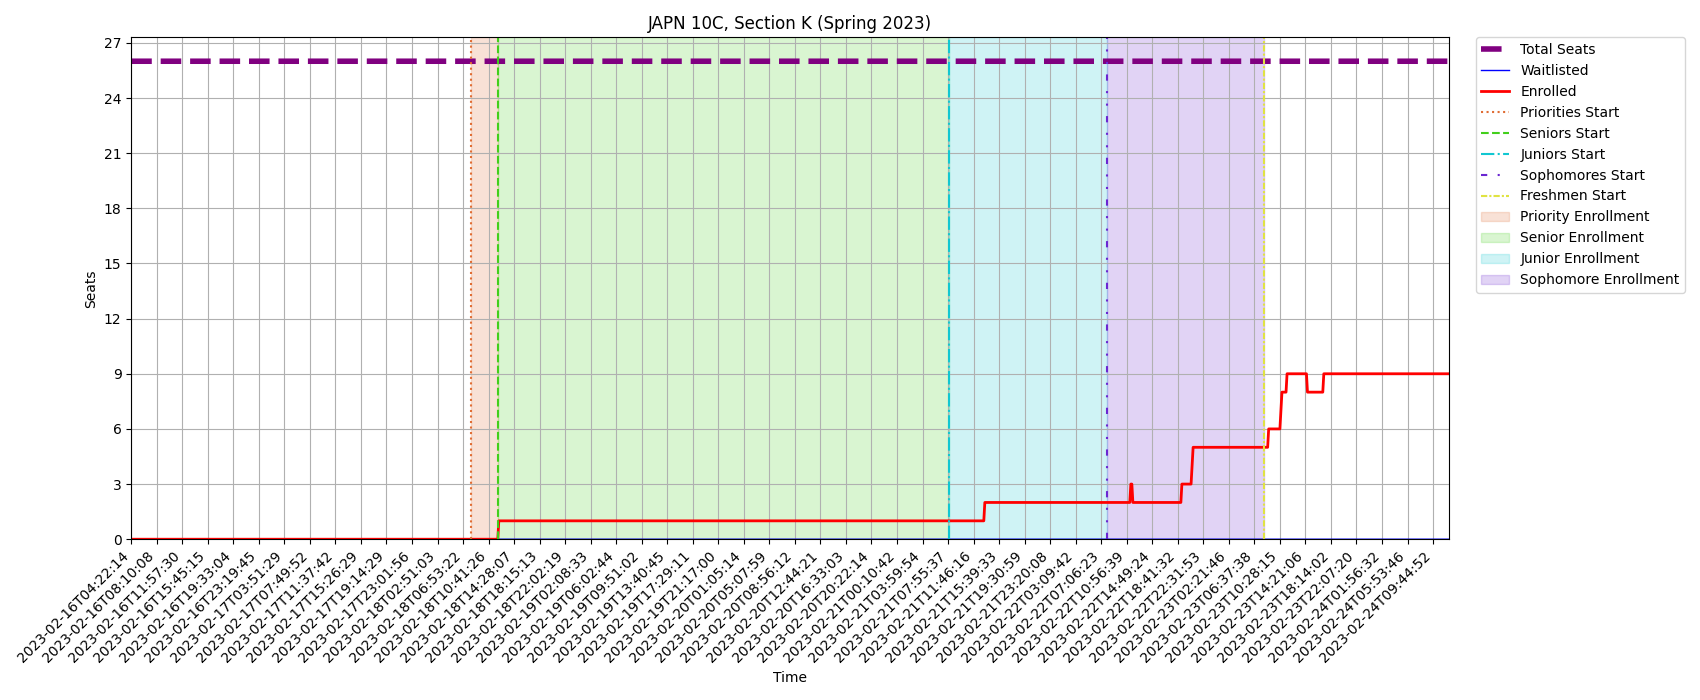 JAPN 10C, Section K (Spring 2023)
Seats
27
24
21
18
15
12
9
6
3
0
2023-02-16T04:22:14
2023-02-16T08:10:08
2023-02-16T11:57:30
2023-02-16T15:45:15
2023-02-16T19:33:04
2023-02-16T23:19:45
2023-02-17T03:51:29
2023-02-17T07:49:52
2023-02-17T11:37:42
2023-02-17T15:26:29
2023-02-17T19:14:29
2023-02-17T23:01:56
2023-02-18T02:51:03
2023-02-18T06:53:22
2023-02-18T10:41:26
2023-02-18T14:28:07
2023-02-18T18:15:13
2023-02-18T22:02:19
2023-02-19T02:08:33
2023-02-19T06:02:44
2023-02-19T09:51:02
2023-02-19T13:40:45
2023-02-19T17:29:11
2023-02-19T21:17:00
2023-02-20T01:05:14
2023-02-20T05:07:59
2023-02-20T08:56:12
2023-02-20T12:44:21
2023-02-20T16:33:03
2023-02-20T20:22:14
2023-02-21T00:10:42
2023-02-21T03:59:54
2023-02-21T07:55:37
2023-02-21T11:46:16
2023-02-21T15:39:33
2023-02-21T19:30:59
2023-02-21T23:20:08
2023-02-22T03:09:42
2023-02-22T07:06:23
2023-02-22T10:56:39
2023-02-22T14:49:24
2023-02-22T18:41:32
2023-02-22T22:31:53
2023-02-23T02:21:46
2023-02-23T06:37:38
2023-02-23T10:28:15
2023-02-23T14:21:06
2023-02-23T18:14:02
2023-02-23T22:07:20
2023-02-24T01:56:32
2023-02-24T05:53:46
2023-02-24T09:44:52
Time
Total Seats
Waitlisted
Enrolled
Priorities Start
Seniors Start
Juniors Start
Sophomores Start
Freshmen Start
Priority Enrollment
Senior Enrollment
Junior Enrollment
Sophomore Enrollment